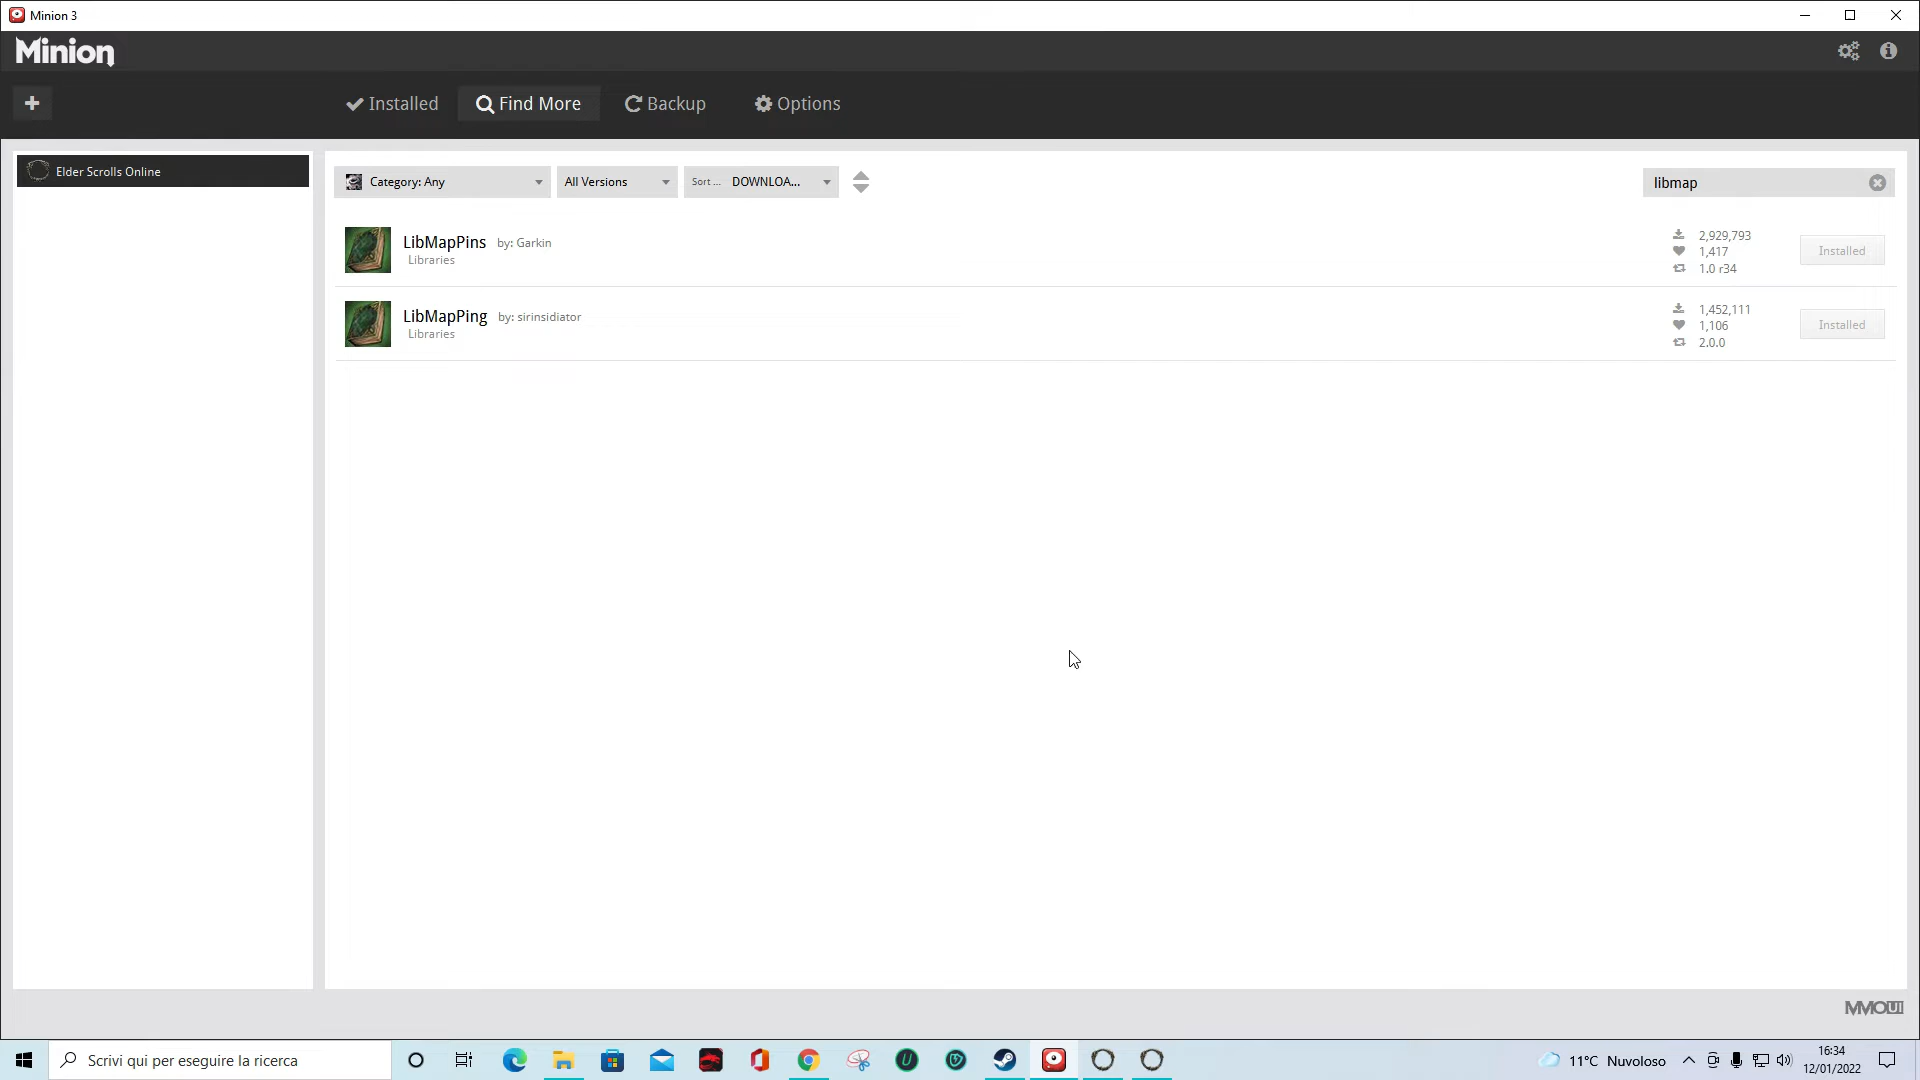 Minion 3
Minion
Installed
Find More
Backup
Options
Elder Scrolls Online
Category: Any
All Versions
Sort ... DOWNLOA...
libmap
LibMapPins by: Garkin
Libraries
2,929,793
1,417
1.0 r34
Installed
LibMapPing by: sirinsidiator
Libraries
1,452,111
1,106
2.0.0
Installed
MMOUI
Scrivi qui per eseguire la ricerca
11°C Nuvoloso
16:34
12/01/2022